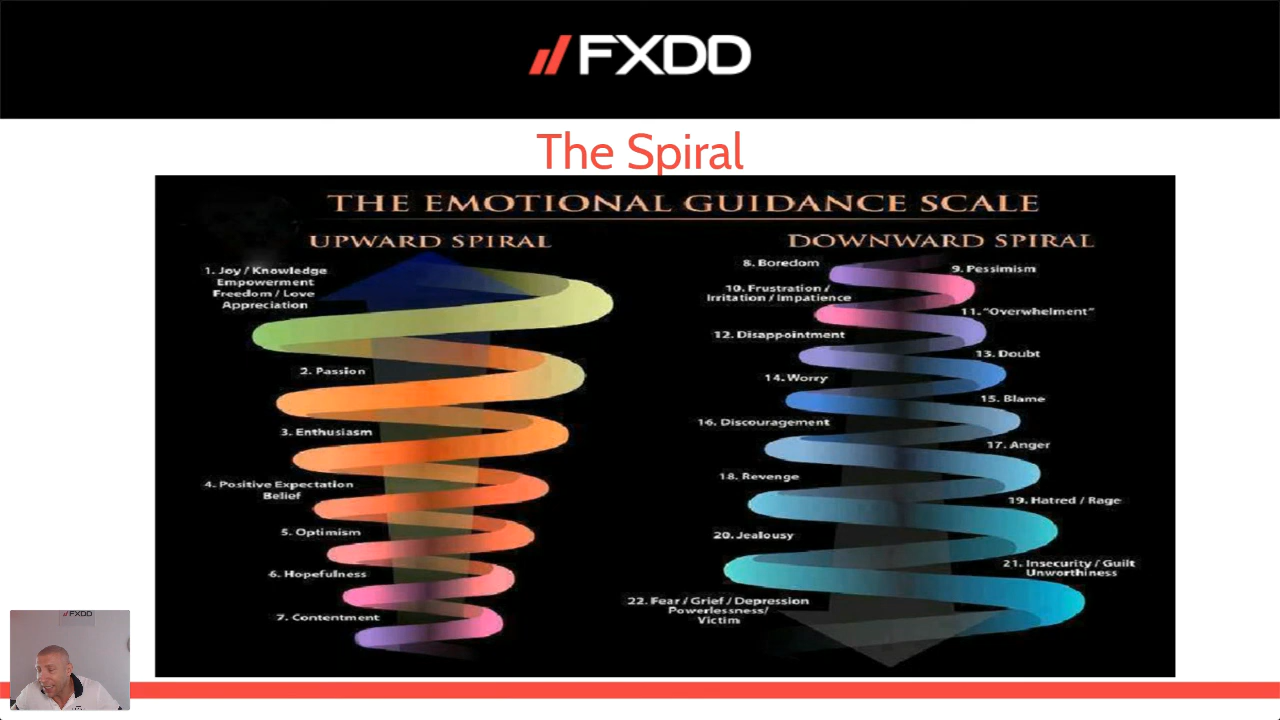 FXDD
The Spiral
THE EMOTIONAL GUIDANCE SCALE
UPWARD SPIRAL
1. Joy / Knowledge
Empowerment
Freedom / Love
Appreciation
2. Passion
3. Enthusiasm
4. Positive Expectation
Belief
5. Optimism
6. Hopefulness
7. Contentment
DOWNWARD SPIRAL
8. Boredom
9. Pessimism
10. Frustration /
Irritation / Impatience
11. "Overwhelment"
12. Disappointment
13. Doubt
14. Worry
15. Blame
16. Discouragement
17. Anger
18. Revenge
19. Hatred / Rage
20. Jealousy
21. Insecurity / Guilt
Unworthiness
22. Fear / Grief / Depression
Powerlessness/
Victim
FXDD